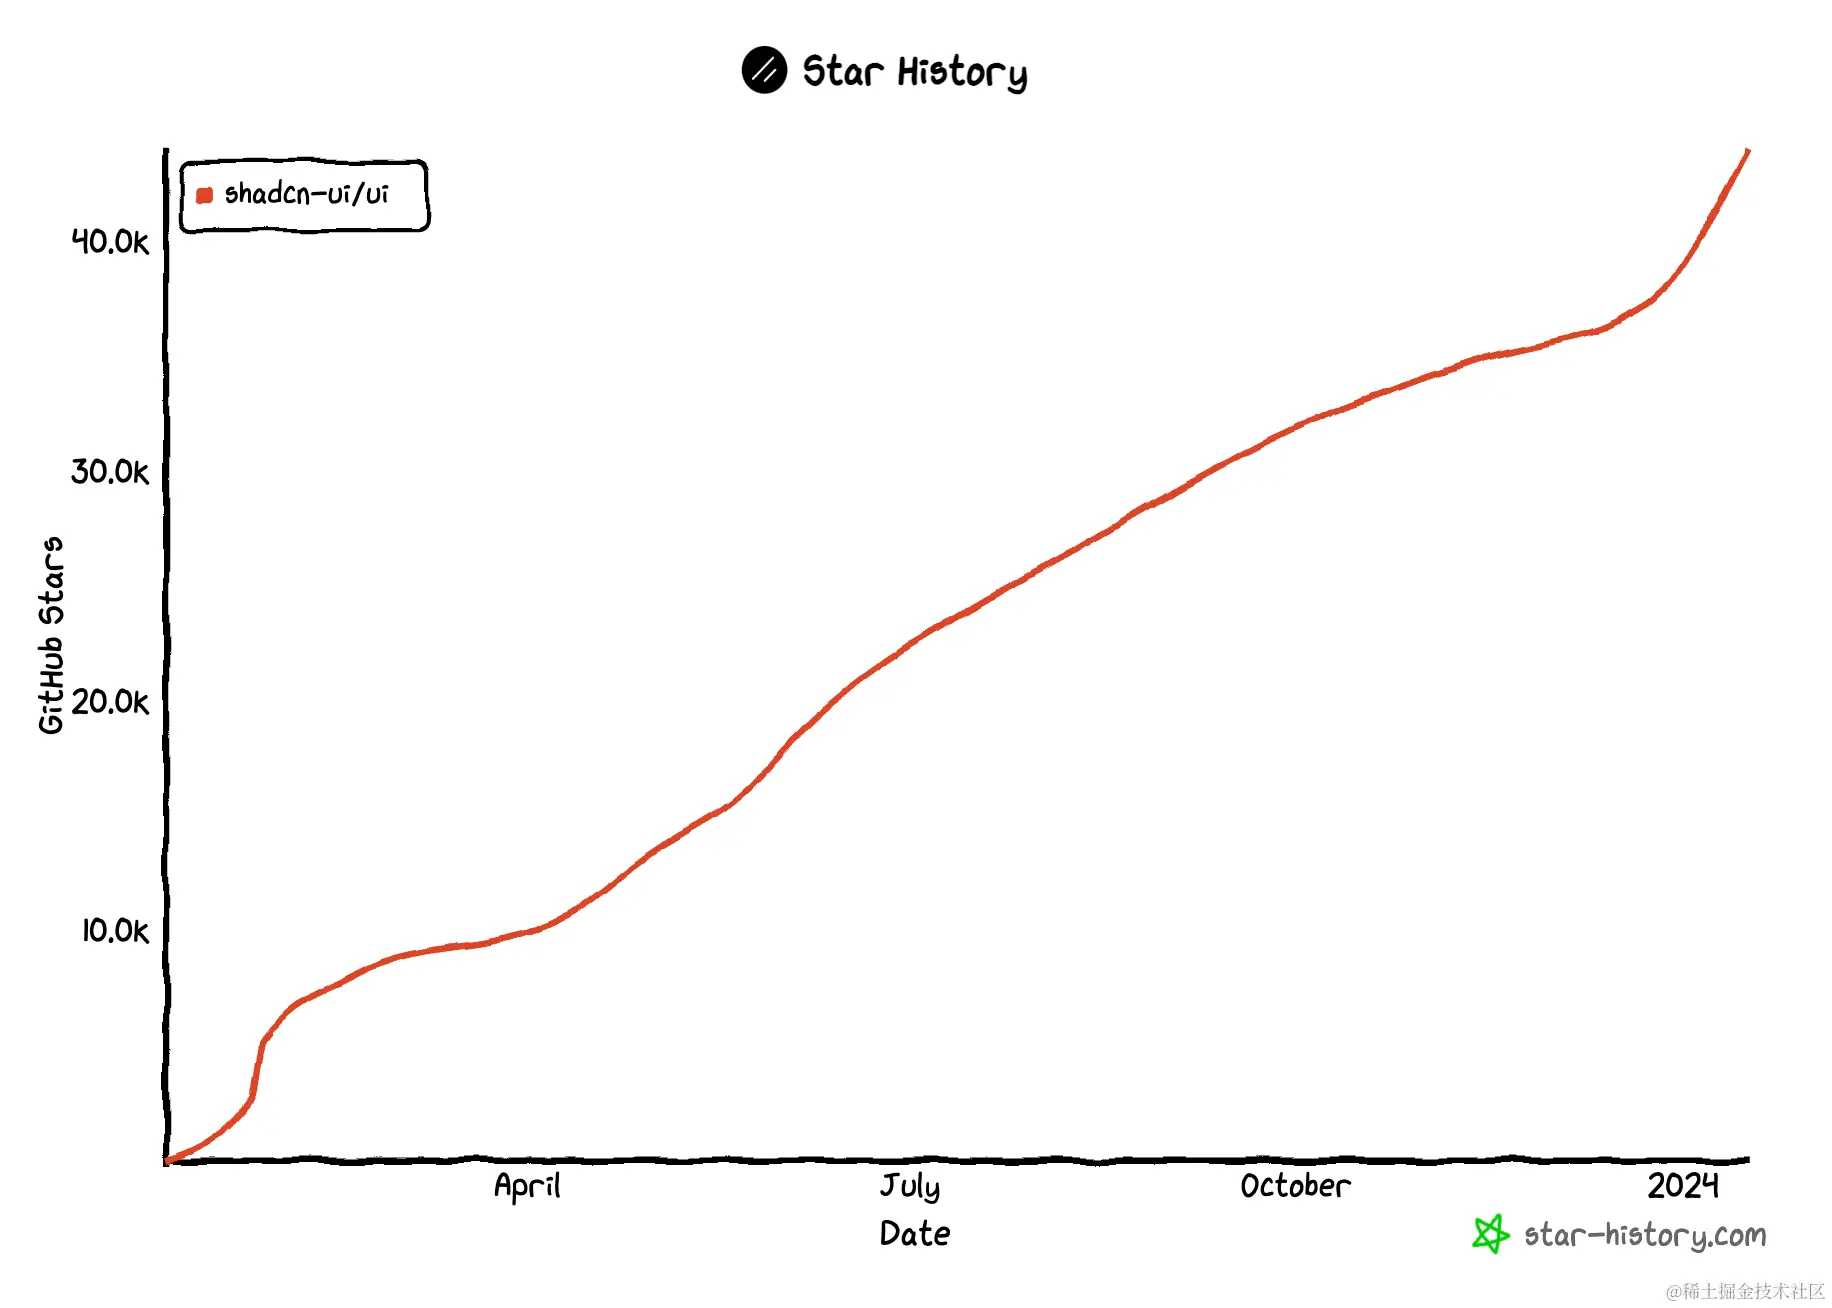 Star History
shadcn-ui/ui
40.0k
30.0k
20.0k
10.0k
GitHub Stars
April
July
October
2024
Date
star-history.com
@稀土掘金技术社区